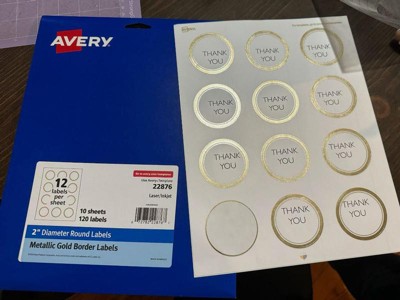 AVERY
12
labels
per
sheet
10 sheets
120 labels
22876
Laser/Inkjet
2" Diameter Round Labels
Metallic Gold Border Labels
THANK
YOU
THANK
YOU
THANK
YOU
THANK
YOU
THANK
YOU
THANK
YOU
THANK
YOU
THANK
YOU
THANK
YOU
THANK
YOU
THANK
YOU